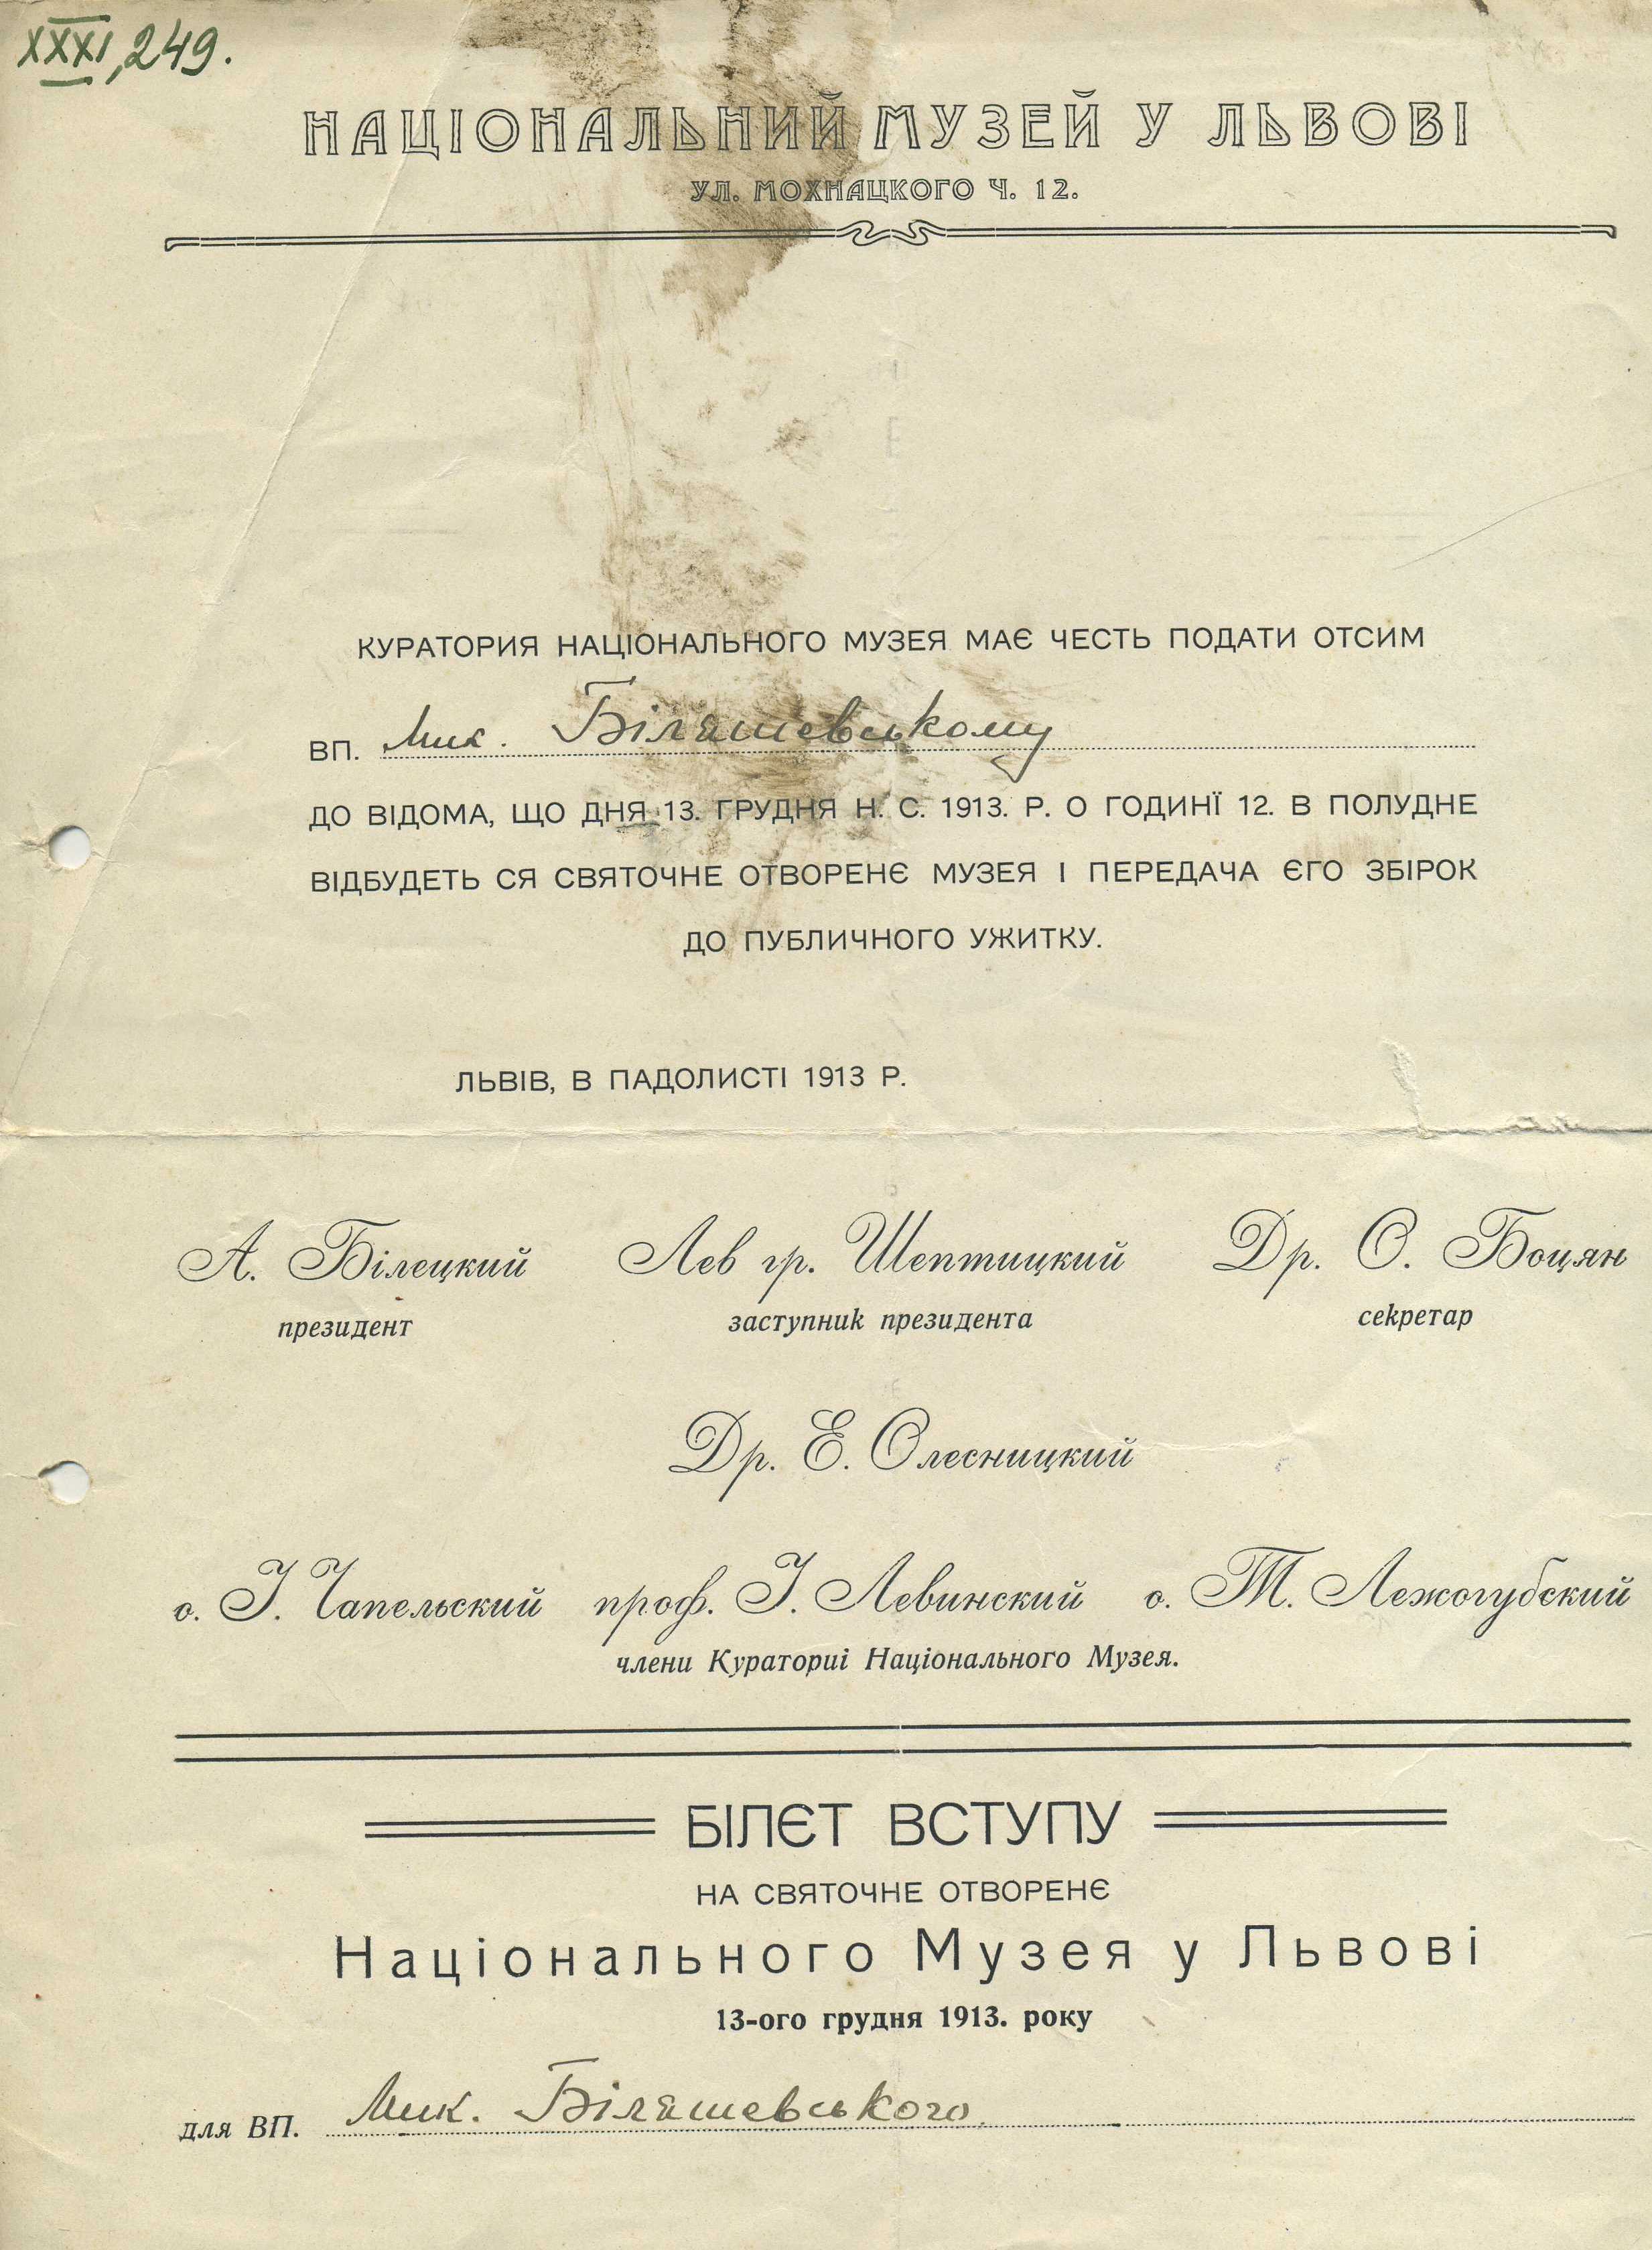 XXXI, 249.
НАЦІОНАЛЬНИЙ МУЗЕЙ У ЛЬВОВІ
УЛ. МОХНАЦКОГО Ч. 12.
КУРАТОРИЯ НАЦІОНАЛЬНОГО МУЗЕЯ МАЄ ЧЕСТЬ ПОДАТИ ОТСИМ
ВП. Мик. Біляшевському
ДО ВІДОМА, ЩО ДНЯ 13. ГРУДНЯ Н. С. 1913. Р. О ГОДИНЇ 12. В ПОЛУДНЕ
ВІДБУДЕТЬ СЯ СВЯТОЧНЕ ОТВОРЕНЄ МУЗЕЯ І ПЕРЕДАЧА ЄГО ЗБІРОК
ДО ПУБЛИЧНОГО УЖИТКУ.
ЛЬВІВ, В ПАДОЛИСТІ 1913 Р.
А. Білецкий Лев гр. Шептицкий Др. О. Боцян
президент заступник президента секретар
Др. Е. Олесницкий
о. І. Чапельский проф. І. Левинский о. Т. Лежогубский
члени Кураториї Національного Музея.
БІЛЄТ ВСТУПУ
НА СВЯТОЧНЕ ОТВОРЕНЄ
Національного Музея у Львові
13-ого грудня 1913. року
для ВП. Мик. Біляшевського